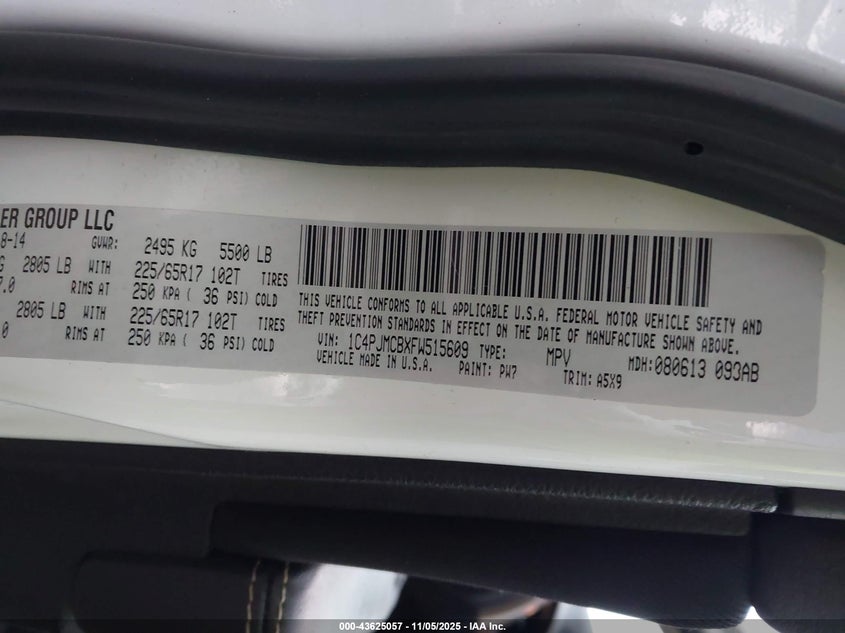 ER GROUP LLC
8-14 GVWR: 2495 KG 5500 LB
G 2805 LB WITH 225/65R17 102T TIRES
7.0 RIMS AT 250 KPA ( 36 PSI) COLD
2805 LB WITH 225/65R17 102T TIRES
.0 RIMS AT 250 KPA ( 36 PSI) COLD
THIS VEHICLE CONFORMS TO ALL APPLICABLE U.S.A. FEDERAL MOTOR VEHICLE SAFETY AND
THEFT PREVENTION STANDARDS IN EFFECT ON THE DATE OF MANUFACTURE SHOWN ABOVE.
VIN: 1C4PJMCBXFW515609 TYPE: MPV MDH: 080613 093AB
VEHICLE MADE IN U.S.A. PAINT: PW7 TRIM: A5X9
000-43625057 - 11/05/2025 - IAA Inc.